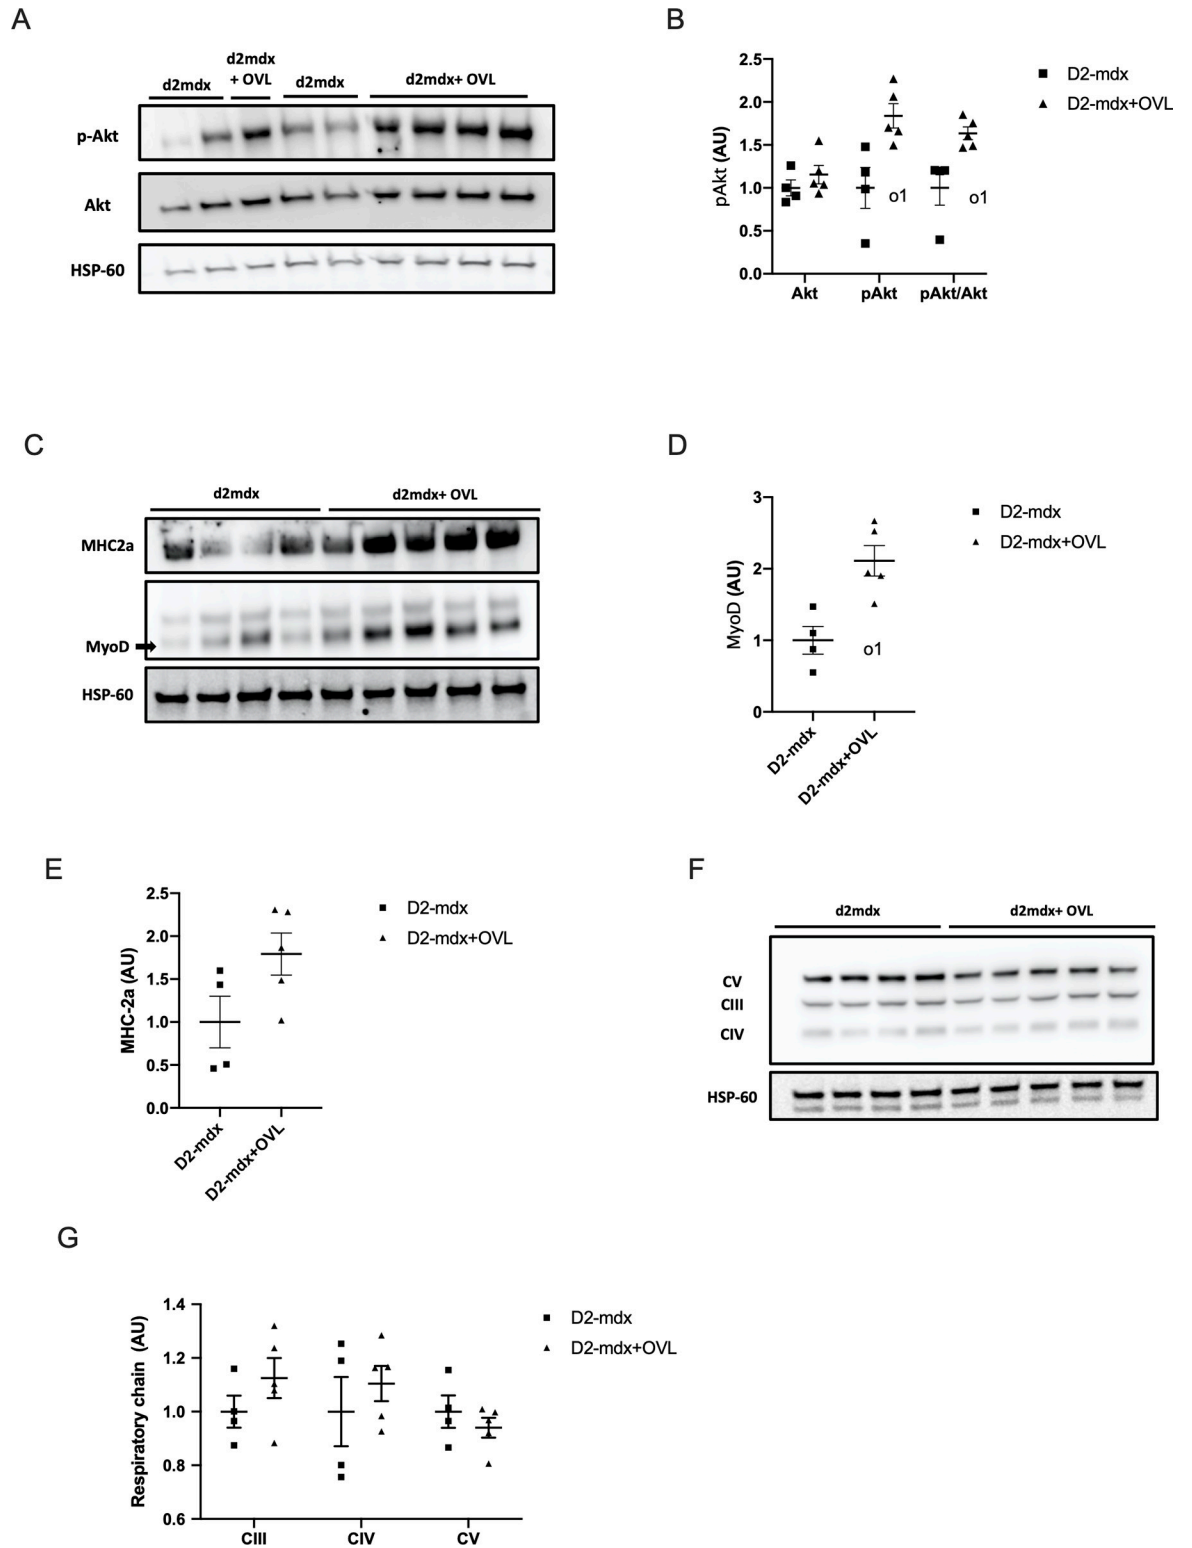 A
d2mdx
d2mdx
+ OVL
d2mdx
d2mdx+ OVL
p-Akt
Akt
HSP-60
B
pAkt (AU)
2.5
2.0
1.5
1.0
0.5
0.0
o1
o1
Akt
pAkt
pAkt/Akt
D2-mdx
D2-mdx+OVL
C
d2mdx
d2mdx+ OVL
MHC2a
MyoD
HSP-60
D
MyoD (AU)
3
2
1
0
o1
D2-mdx
D2-mdx+OVL
D2-mdx
D2-mdx+OVL
E
MHC-2a (AU)
2.5
2.0
1.5
1.0
0.5
0.0
D2-mdx
D2-mdx+OVL
D2-mdx
D2-mdx+OVL
F
d2mdx
d2mdx+ OVL
CV
CIII
CIV
HSP-60
G
Respiratory chain (AU)
1.4
1.2
1.0
0.8
0.6
CIII
CIV
CV
D2-mdx
D2-mdx+OVL